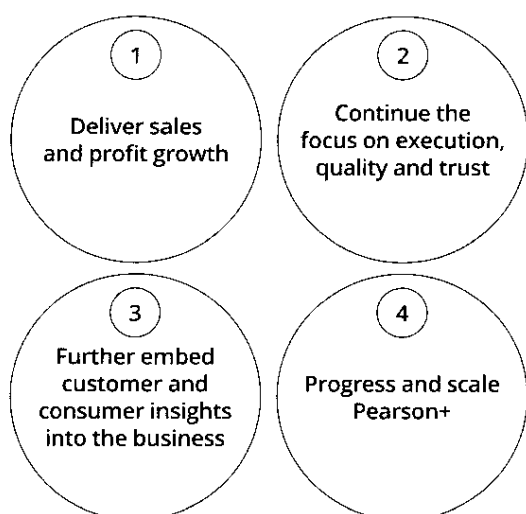 1
Deliver sales
and profit growth
2
Continue the
focus on execution,
quality and trust
3
Further embed
customer and
consumer insights
into the business
4
Progress and scale
Pearson+